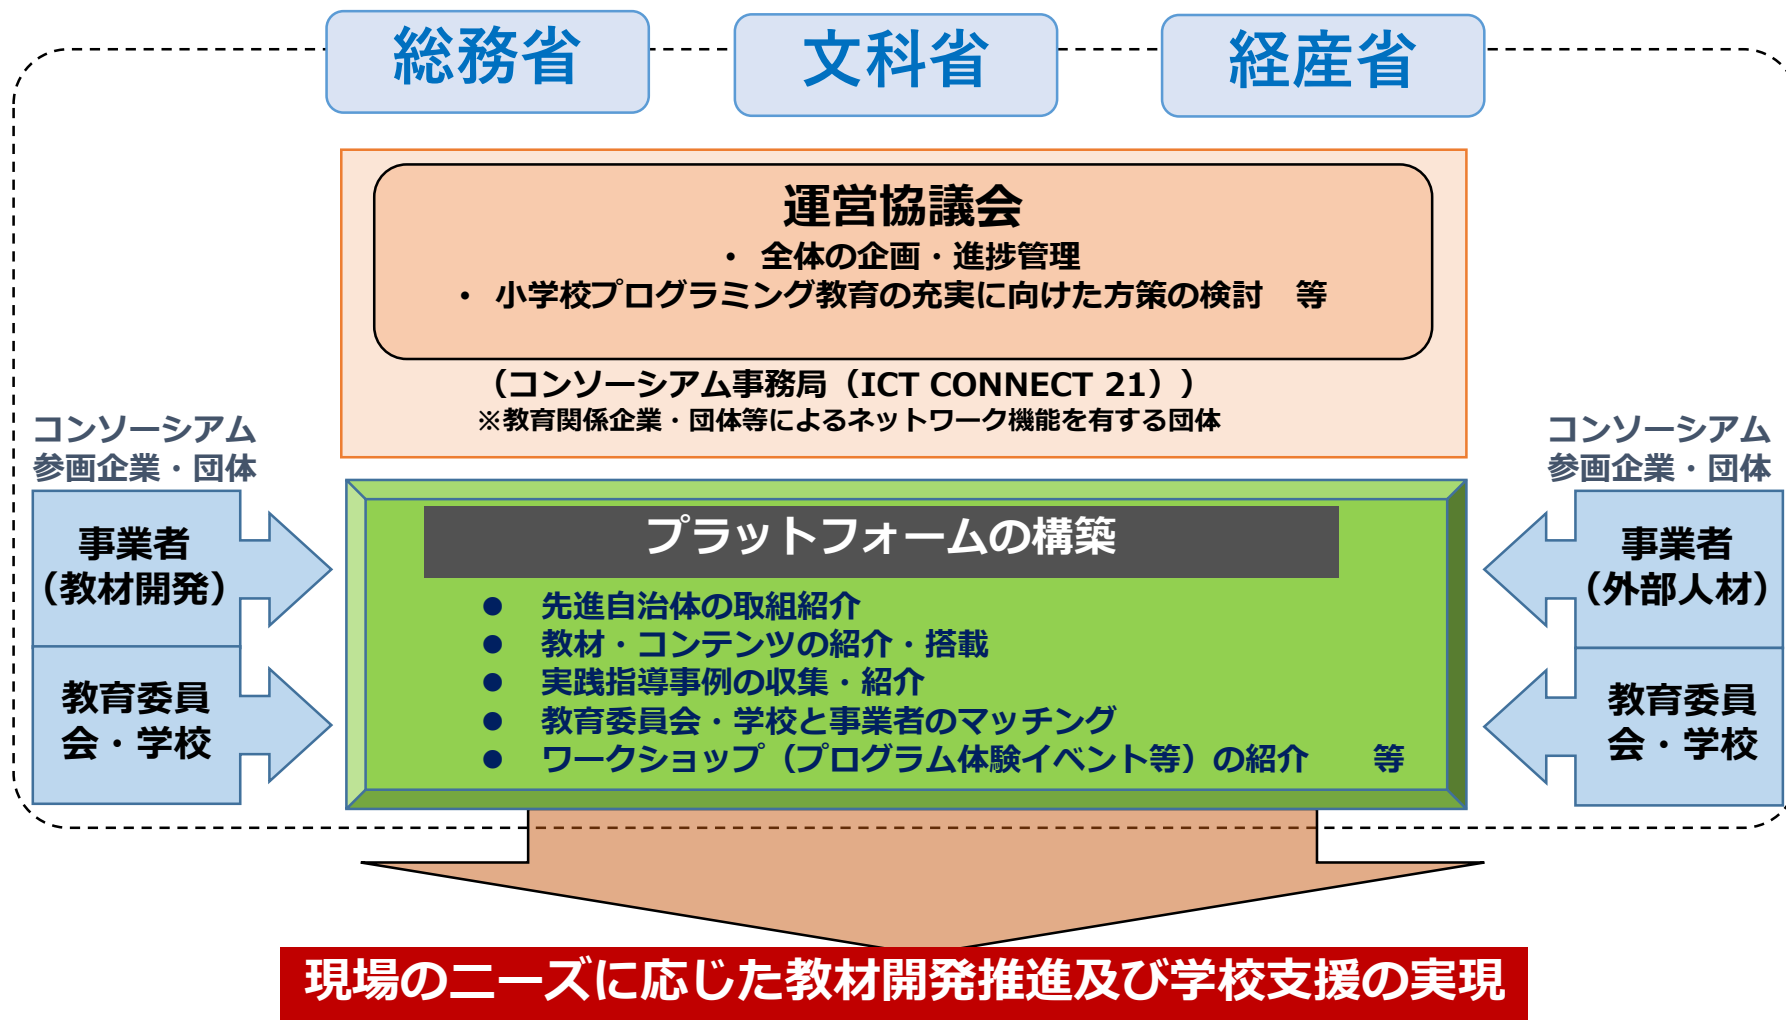 総務省
文科省
経産省
運営協議会
・ 全体の企画・進捗管理
・ 小学校プログラミング教育の充実に向けた方策の検討　等
（コンソーシアム事務局（ICT CONNECT 21））
※教育関係企業・団体等によるネットワーク機能を有する団体
コンソーシアム
参画企業・団体
事業者
（教材開発）
教育委員
会・学校
プラットフォームの構築
● 先進自治体の取組紹介
● 教材・コンテンツの紹介・搭載
● 実践指導事例の収集・紹介
● 教育委員会・学校と事業者のマッチング
● ワークショップ（プログラム体験イベント等）の紹介　　等
コンソーシアム
参画企業・団体
事業者
（外部人材）
教育委員
会・学校
現場のニーズに応じた教材開発推進及び学校支援の実現